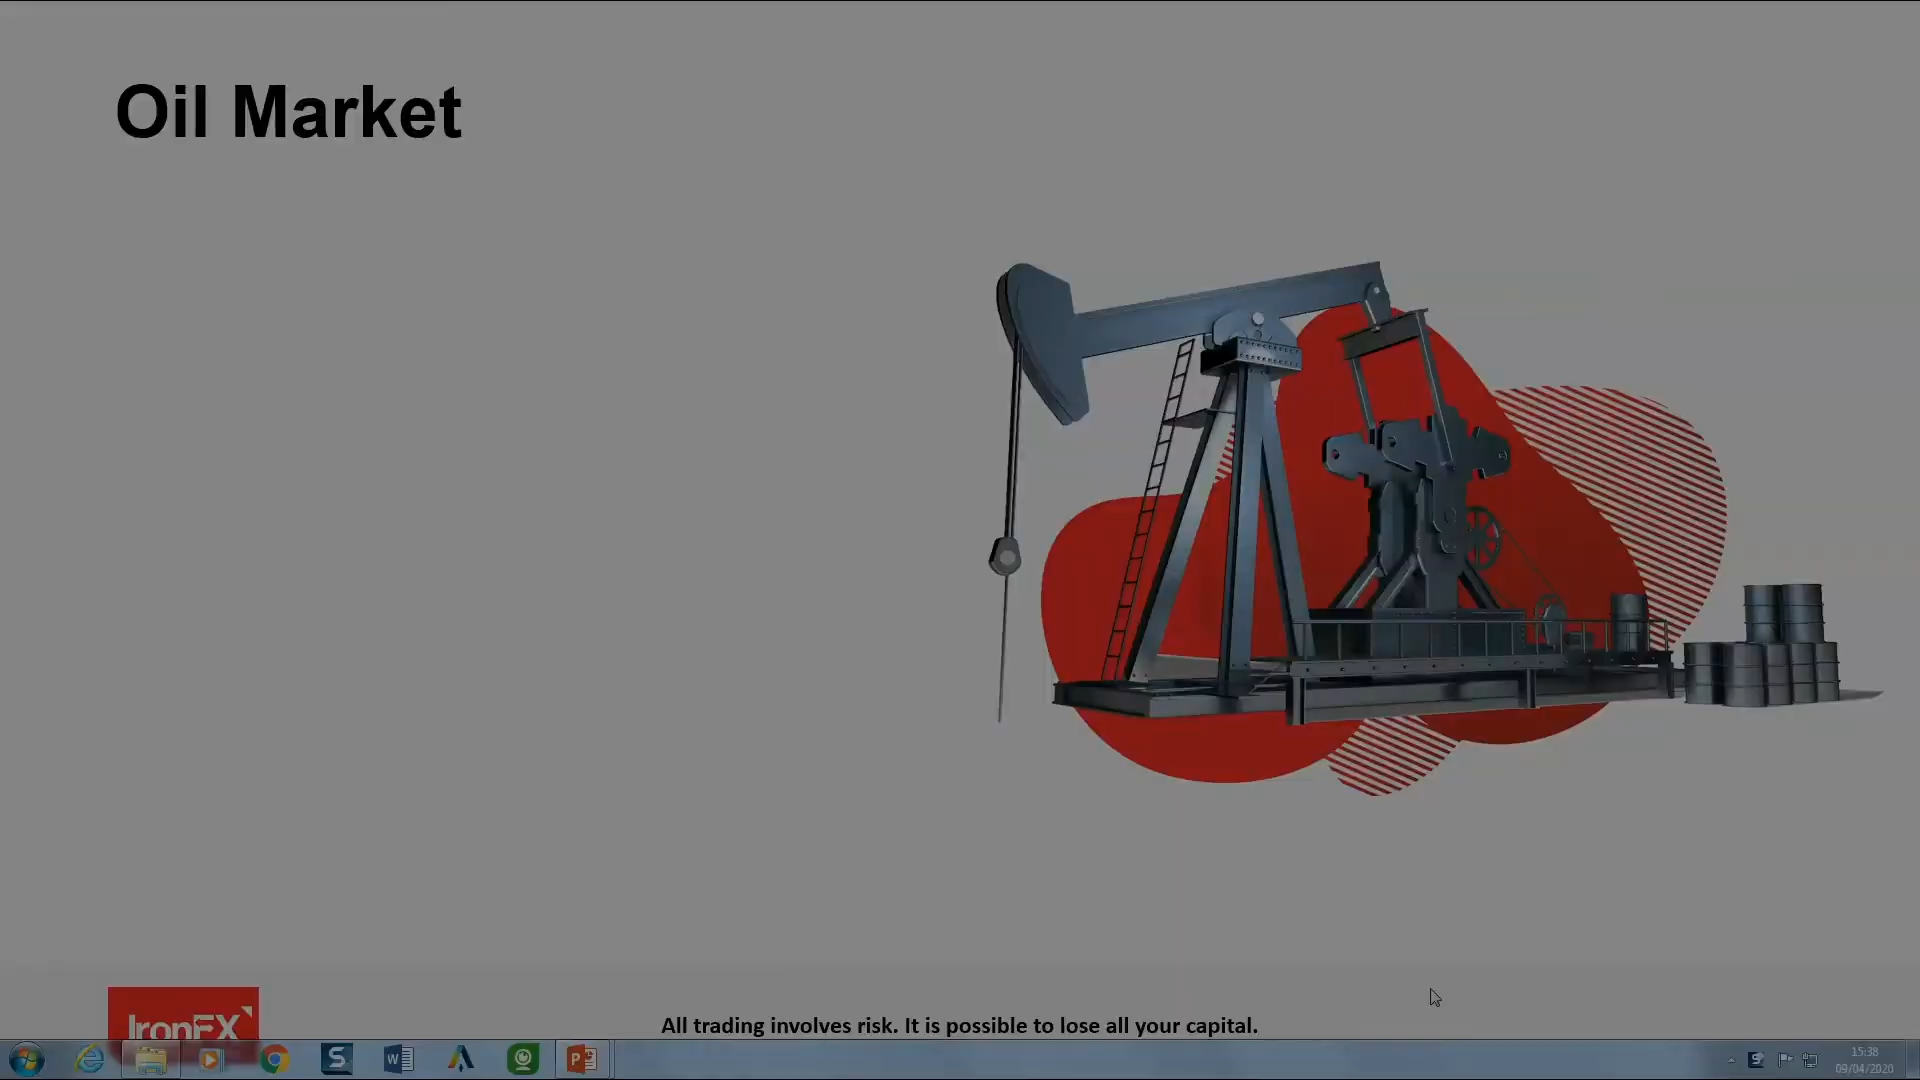 Oil Market
IronFX
All trading involves risk. It is possible to lose all your capital.
15:38
09/04/2020